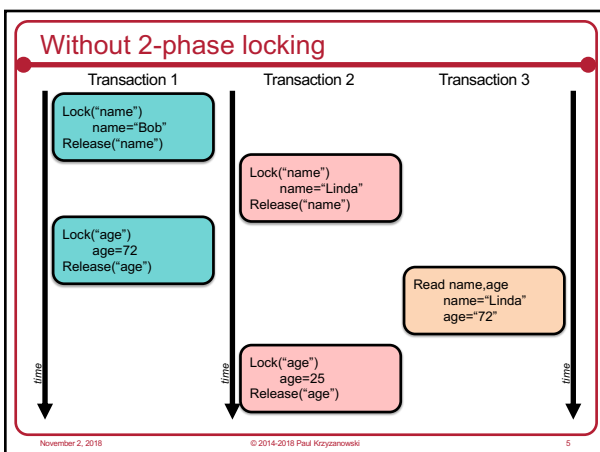 Without 2-phase locking
Transaction 1 Transaction 2 Transaction 3
Lock(“name”)
name=“Bob”
Release(“name”)
Lock(“name”)
name=“Linda”
Release(“name”)
Lock(“age”)
age=72
Release(“age”)
Read name,age
name=“Linda”
age=“72”
Lock(“age”)
age=25
Release(“age”)
time
time
time
November 2, 2018 © 2014-2018 Paul Krzyzanowski 5